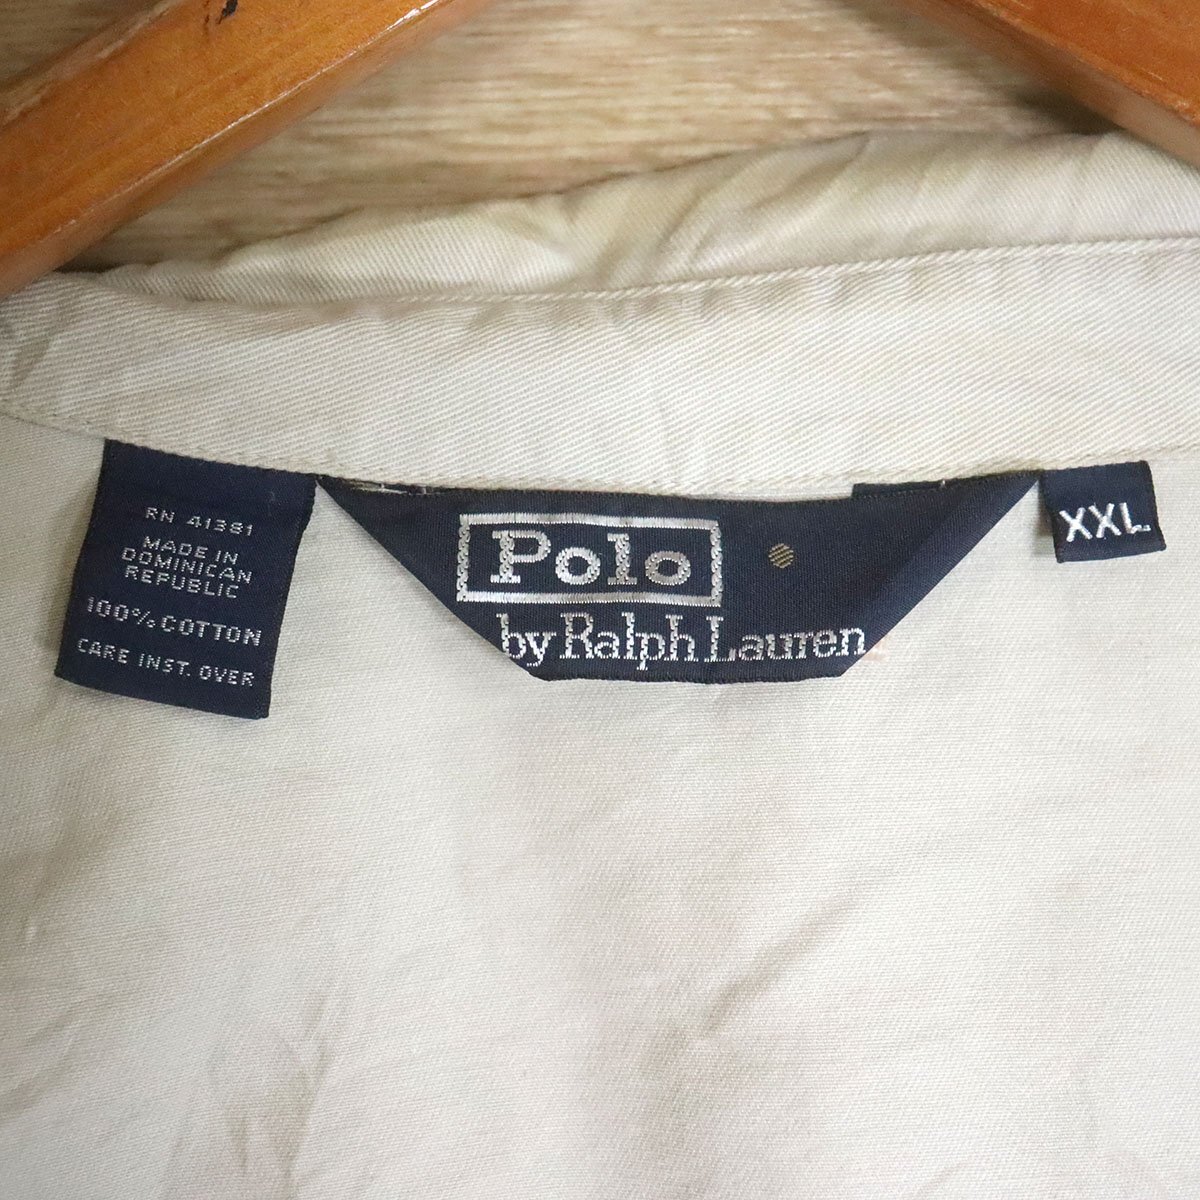 RN 41381
MADE IN
DOMINICAN
REPUBLIC
100% COTTON
CARE INST. OVER
Polo
by Ralph Lauren
XXL